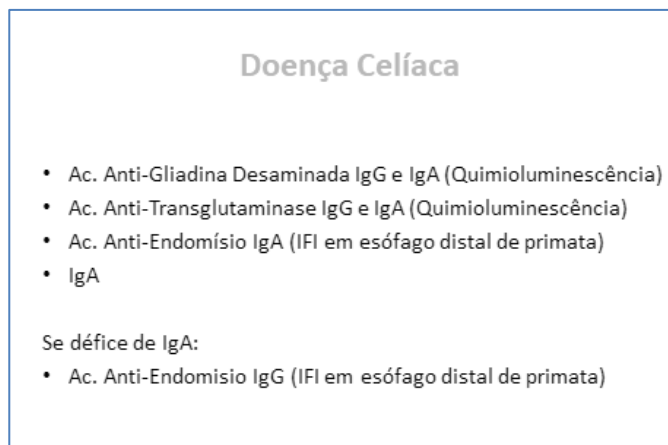 Doença Celíaca
• Ac. Anti-Gliadina Desaminada IgG e IgA (Quimioluminescência)
• Ac. Anti-Transglutaminase IgG e IgA (Quimioluminescência)
• Ac. Anti-Endomísio IgA (IFI em esófago distal de primata)
• IgA
Se défice de IgA:
• Ac. Anti-Endomisio IgG (IFI em esófago distal de primata)